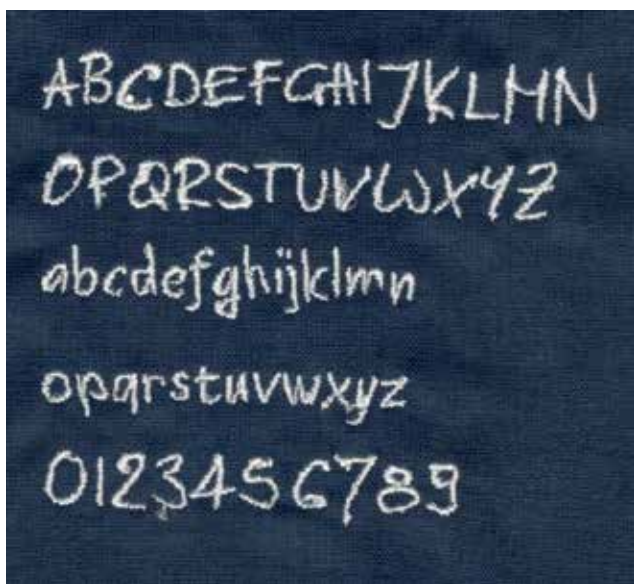 ABCDEFGHIJKLMN
OPQRSTUVWXYZ
abcdefghijklmn
opqrstuvwxyz
0123456789